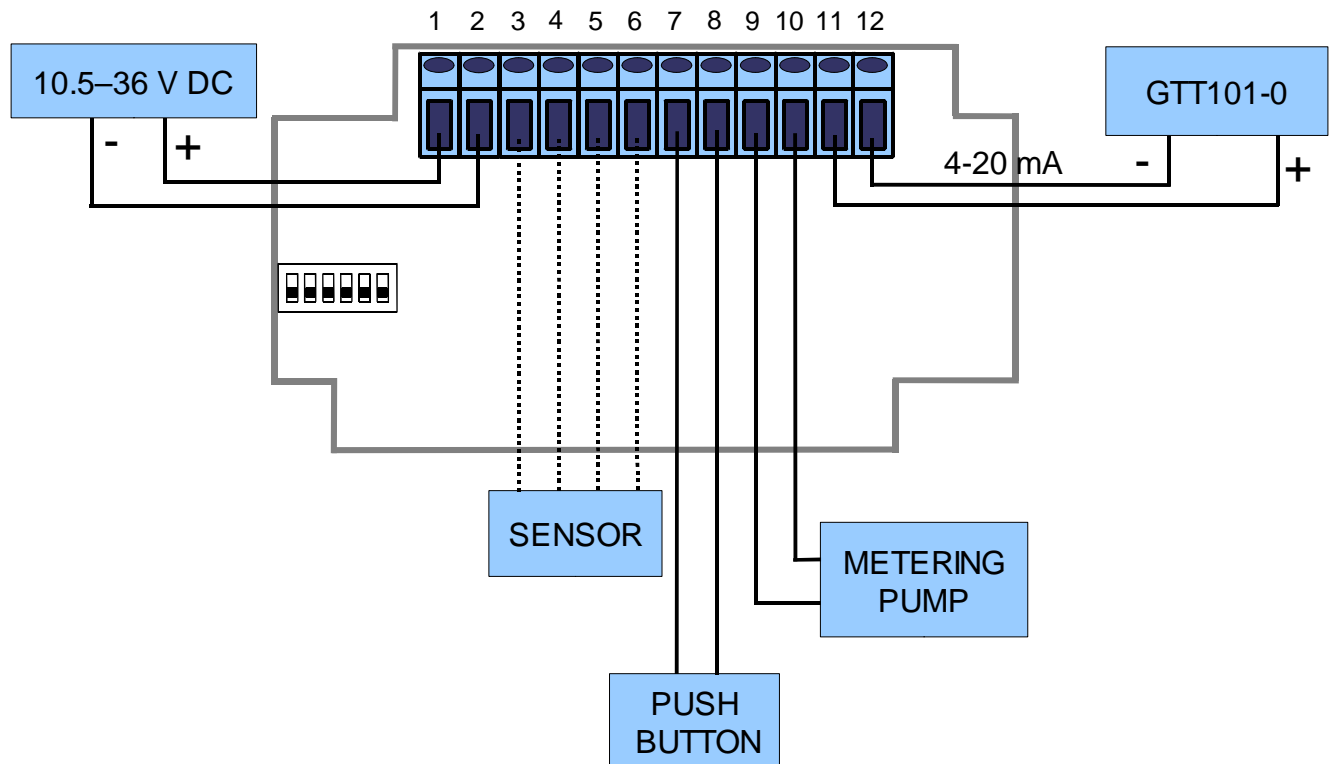 1 2 3 4 5 6 7 8 9 10 11 12
10.5–36 V DC
- +
GTT101-0
4-20 mA
- +
SENSOR
METERING
PUMP
PUSH
BUTTON